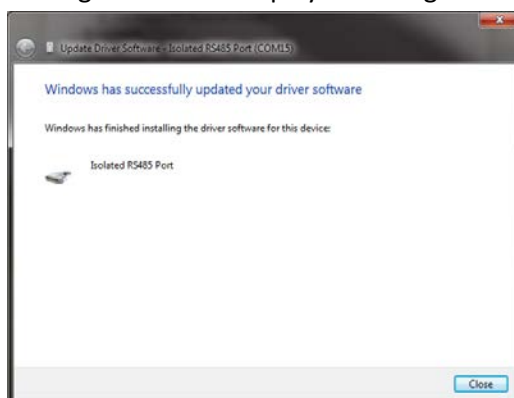 Update Driver Software - Isolated RS485 Port (COM15)
Windows has successfully updated your driver software
Windows has finished installing the driver software for this device:
Isolated RS485 Port
Close